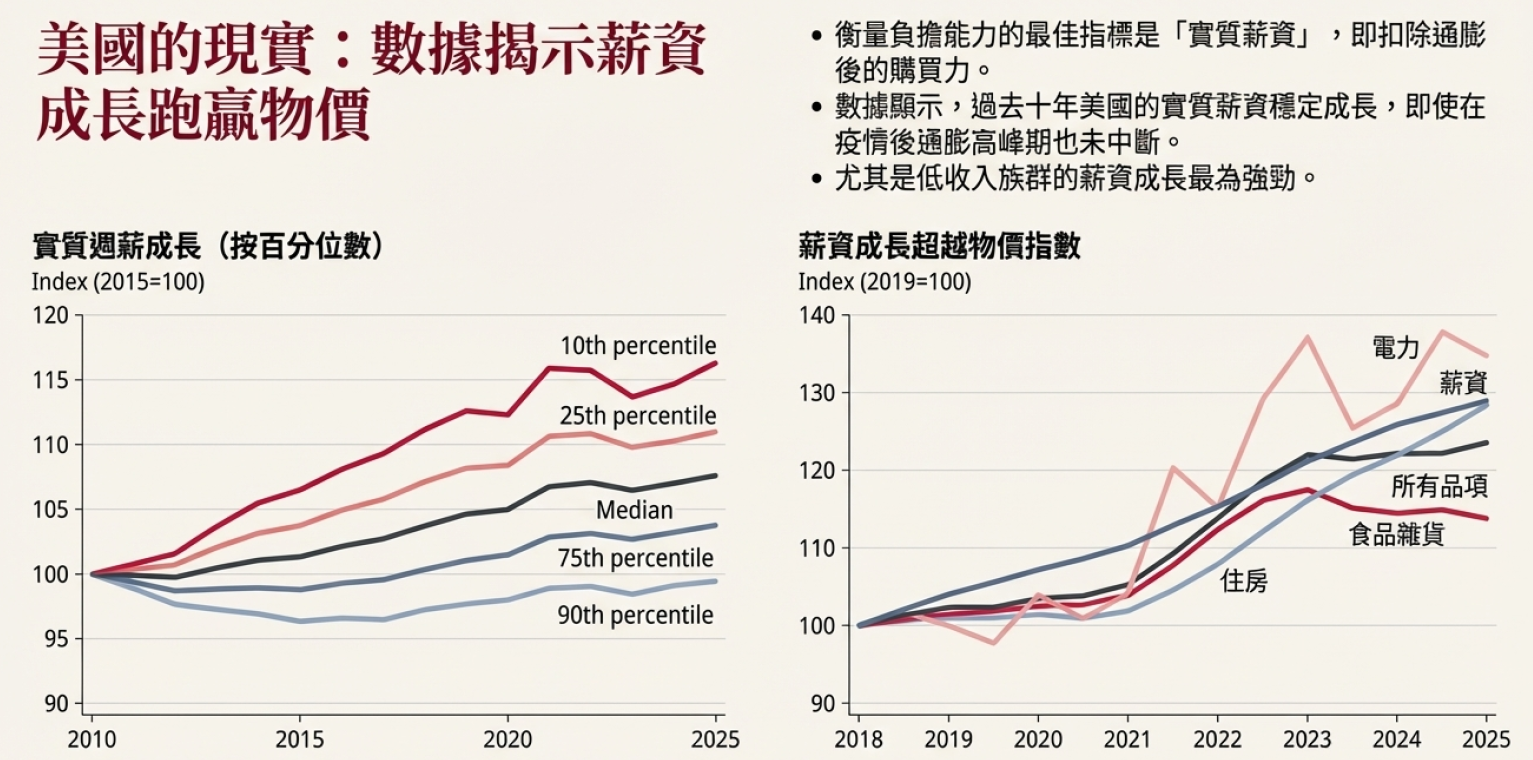 美國的現實：數據揭示薪資
成長跑贏物價
• 衡量負擔能力的最佳指標是「實質薪資」，即扣除通膨
後的購買力。
• 數據顯示，過去十年美國的實質薪資穩定成長，即使在
疫情後通膨高峰期也未中斷。
• 尤其是低收入族群的薪資成長最為強勁。
實質週薪成長（按百分位數）
Index (2015=100)
120
115
110
105
100
95
90
10th percentile
25th percentile
Median
75th percentile
90th percentile
2010 2015 2020 2025
薪資成長超越物價指數
Index (2019=100)
140
130
120
110
100
90
電力
薪資
所有品項
食品雜貨
住房
2018 2019 2020 2021 2022 2023 2024 2025